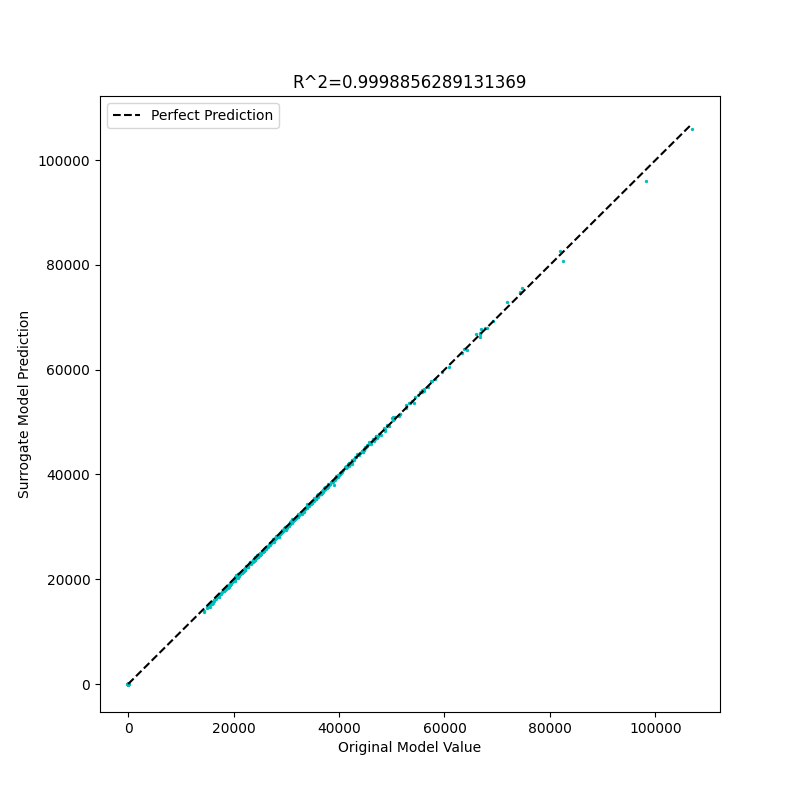 R^2=0.9998856289131369
Perfect Prediction
100000
80000
60000
40000
20000
0
Surrogate Model Prediction
0 20000 40000 60000 80000 100000
Original Model Value